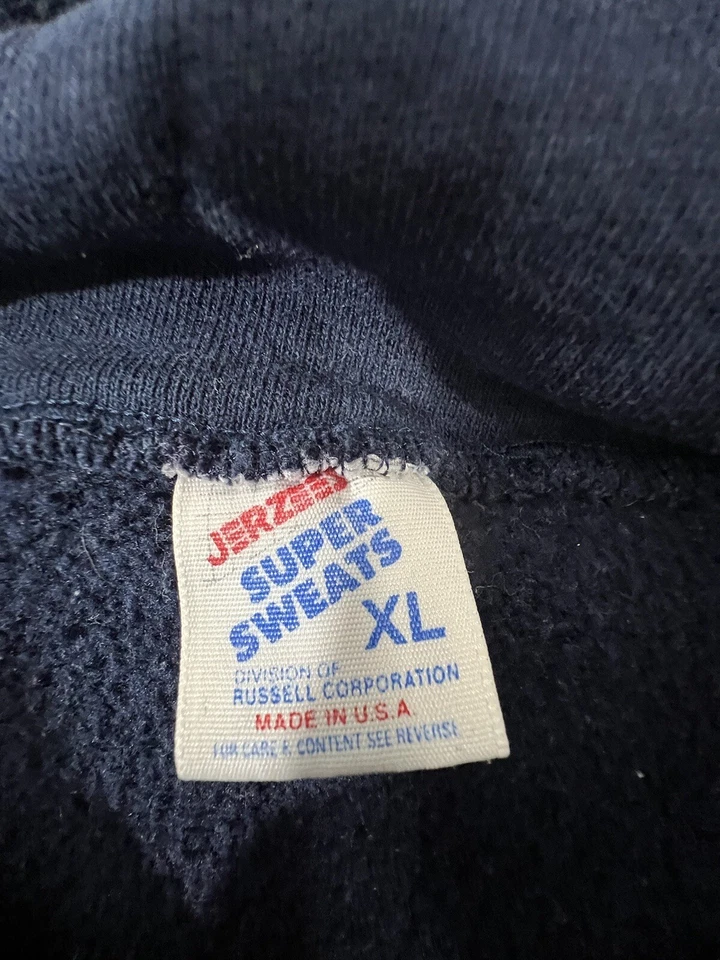 JERZEES
SUPER
SWEATS
XL
DIVISION OF
RUSSELL CORPORATION
MADE IN U.S.A
FOR CARE & CONTENT SEE REVERSE